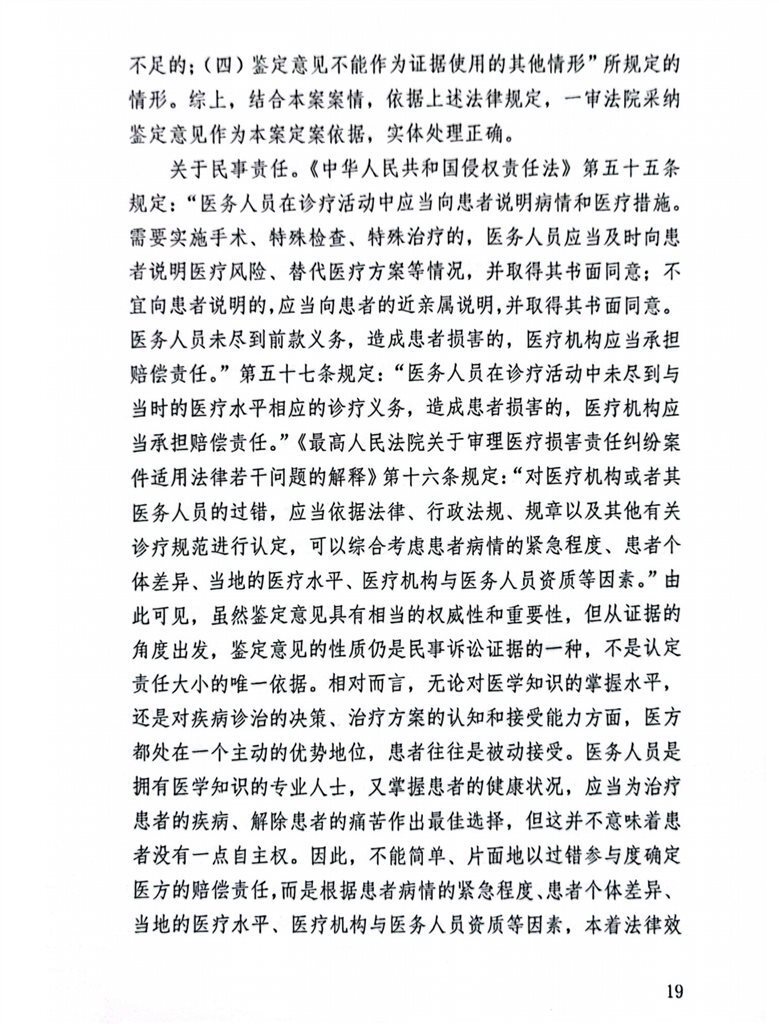 不足的；（四）鉴定意见不能作为证据使用的其他情形”所规定的
情形。综上，结合本案案情，依据上述法律规定，一审法院采纳
鉴定意见作为本案定案依据，实体处理正确。
关于民事责任。《中华人民共和国侵权责任法》第五十五条
规定：“医务人员在诊疗活动中应当向患者说明病情和医疗措施。
需要实施手术、特殊检查、特殊治疗的，医务人员应当及时向患
者说明医疗风险、替代医疗方案等情况，并取得其书面同意；不
宜向患者说明的，应当向患者的近亲属说明，并取得其书面同意。
医务人员未尽到前款义务，造成患者损害的，医疗机构应当承担
赔偿责任。”第五十七条规定：“医务人员在诊疗活动中未尽到与
当时的医疗水平相应的诊疗义务，造成患者损害的，医疗机构应
当承担赔偿责任。”《最高人民法院关于审理医疗损害责任纠纷案
件适用法律若干问题的解释》第十六条规定：“对医疗机构或者其
医务人员的过错，应当依据法律、行政法规、规章以及其他有关
诊疗规范进行认定，可以综合考虑患者病情的紧急程度、患者个
体差异、当地的医疗水平、医疗机构与医务人员资质等因素。”由
此可见，虽然鉴定意见具有相当的权威性和重要性，但从证据的
角度出发，鉴定意见的性质仍是民事诉讼证据的一种，不是认定
责任大小的唯一依据。相对而言，无论对医学知识的掌握水平，
还是对疾病诊治的决策、治疗方案的认知和接受能力方面，医方
都处在一个主动的优势地位，患者往往是被动接受。医务人员是
拥有医学知识的专业人士，又掌握患者的健康状况，应当为治疗
患者的疾病、解除患者的痛苦作出最佳选择，但这并不意味着患
者没有一点自主权。因此，不能简单、片面地以过错参与度确定
医方的赔偿责任，而是根据患者病情的紧急程度、患者个体差异、
当地的医疗水平、医疗机构与医务人员资质等因素，本着法律效
19